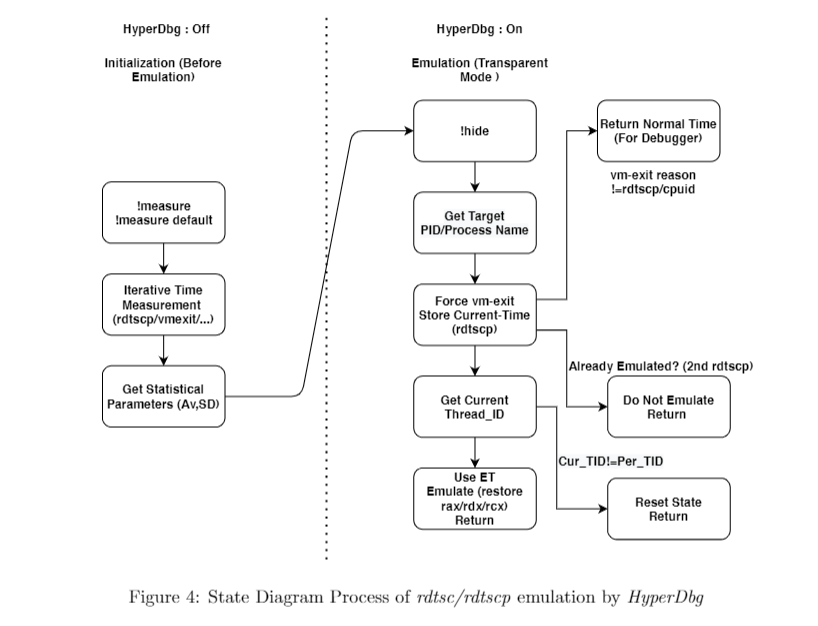 HyperDbg : Off
Initialization (Before
Emulation)
!measure
!measure default
Iterative Time
Measurement
(rdtscp/vmexit/...)
Get Statistical
Parameters (Av,SD)
HyperDbg : On
Emulation (Transparent
Mode )
!hide
Return Normal Time
(For Debugger)
vm-exit reason
!=rdtscp/cpuid
Get Target
PID/Process Name
Force vm-exit
Store Current-Time
(rdtscp)
Already Emulated? (2nd rdtscp)
Do Not Emulate
Return
Get Current
Thread_ID
Cur_TID!=Per_TID
Reset State
Return
Use ET
Emulate (restore
rax/rdx/rcx)
Return
Figure 4: State Diagram Process of rdtsc/rdtscp emulation by HyperDbg